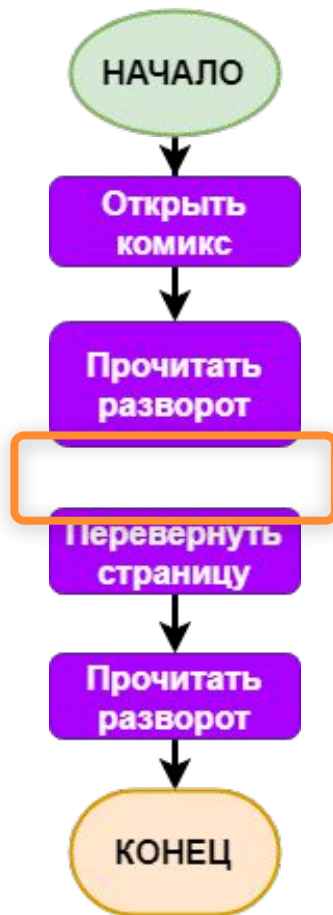 НАЧАЛО
Открыть
комикс
Прочитать
разворот
Перевернуть
страницу
Прочитать
разворот
КОНЕЦ